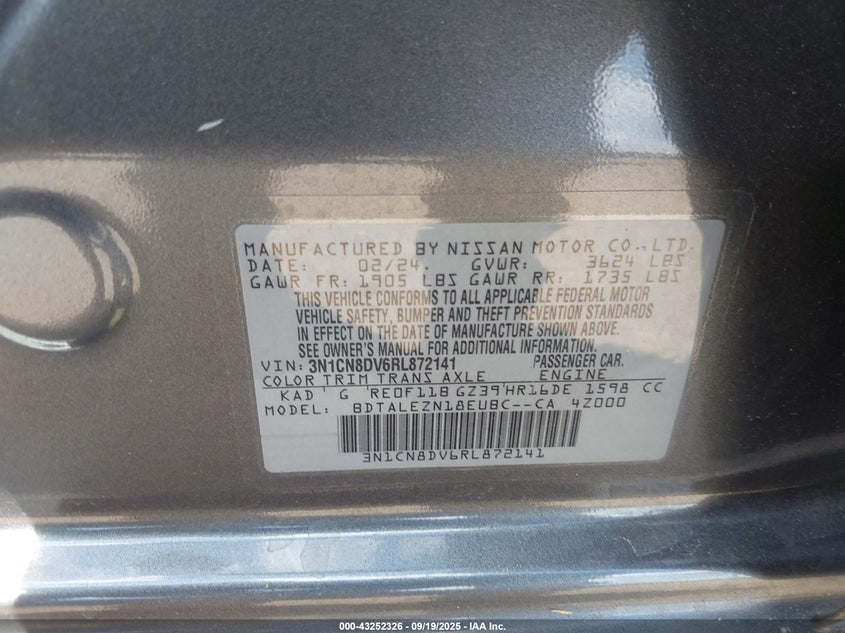 MANUFACTURED BY NISSAN MOTOR CO., LTD.
DATE: 02/24. GVWR: 3624 LBS
GAWR FR: 1905 LBS GAWR RR: 1735 LBS
THIS VEHICLE CONFORMS TO ALL APPLICABLE FEDERAL MOTOR
VEHICLE SAFETY, BUMPER AND THEFT PREVENTION STANDARDS
IN EFFECT ON THE DATE OF MANUFACTURE SHOWN ABOVE.
SEE OWNER'S MANUAL FOR ADDITIONAL INFORMATION.
VIN: 3N1CN8DV6RL872141 PASSENGER CAR.
COLOR TRIM TRANS AXLE ENGINE
KAD G RE0F11B GZ39 HR16DE 1598 CC
MODEL: BDTALEZN18EUBC--CA 4Z000
3N1CN8DV6RL872141
000-43252326 - 09/19/2025 - IAA Inc.